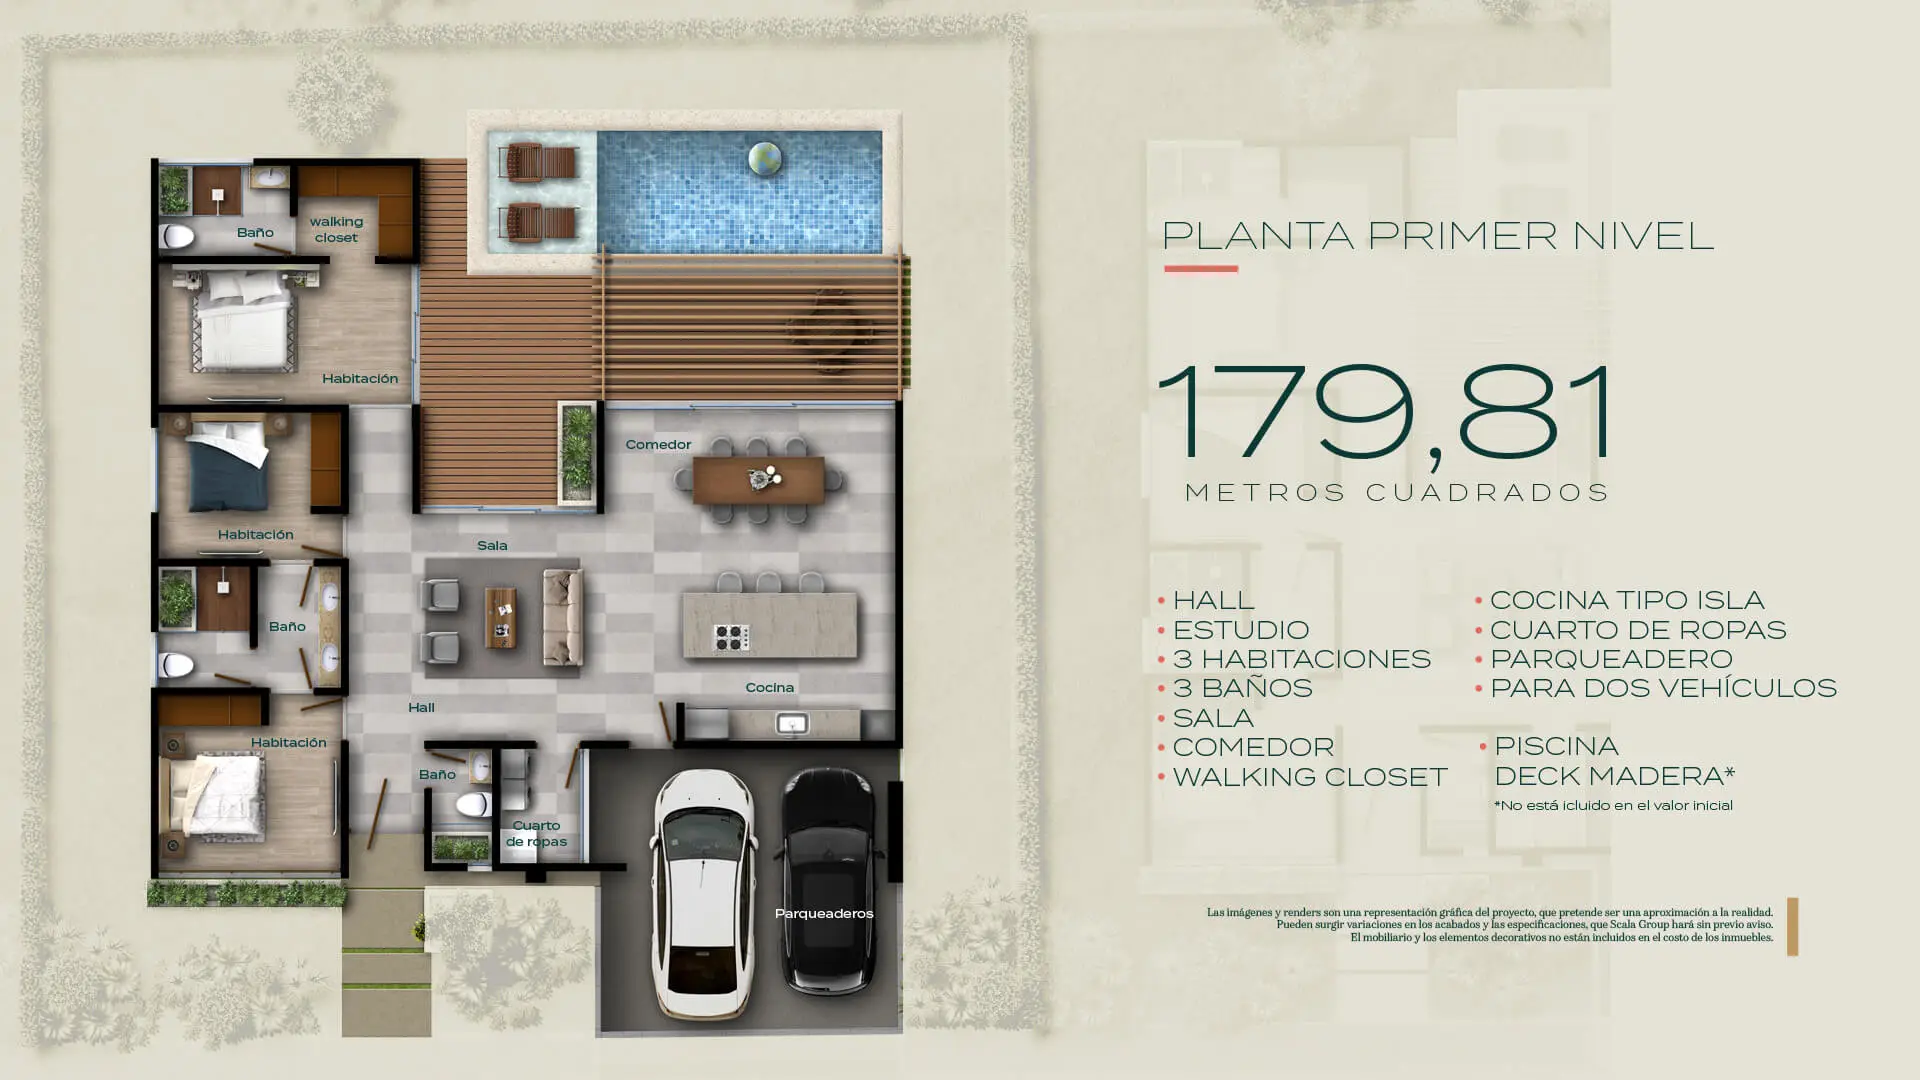 Baño
walking
closet
Habitación
Comedor
Habitación
Sala
Baño
Cocina
Hall
Habitación
Baño
Cuarto
de ropas
Parqueaderos
PLANTA PRIMER NIVEL
179,81
METROS CUADRADOS
• HALL
• ESTUDIO
• 3 HABITACIONES
• 3 BAÑOS
• SALA
• COMEDOR
• WALKING CLOSET
• COCINA TIPO ISLA
• CUARTO DE ROPAS
• PARQUEADERO
• PARA DOS VEHÍCULOS
• PISCINA
DECK MADERA*
*No está icluido en el valor inicial
Las imágenes y renders son una representación gráfica del proyecto, que pretende ser una aproximación a la realidad.
Pueden surgir variaciones en los acabados y las especificaciones, que Scala Group hará sin previo aviso.
El mobiliario y los elementos decorativos no están incluidos en el costo de los inmuebles.